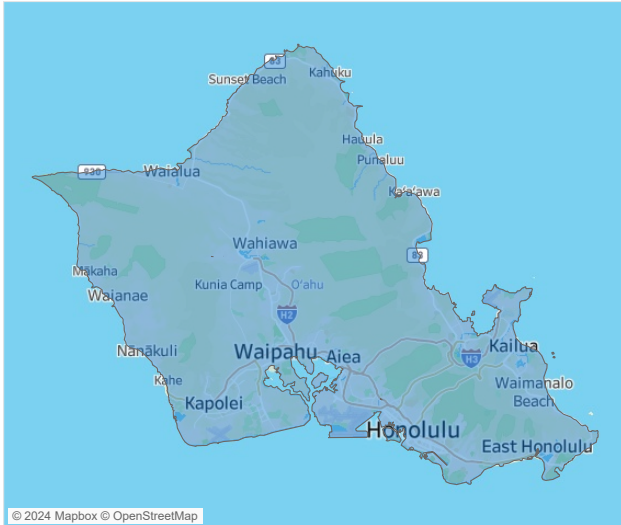 83
Sunset Beach
Kahuku
Hauula
Punaluu
930
Waialua
Ka'a'awa
Wahiawa
83
Mākaha
Kunia Camp
O'ahu
Waianae
H2
Nānākuli
Waipahu
Aiea
H3
Kailua
Kahe
Waimanalo
Beach
Kapolei
Honolulu
East Honolulu
© 2024 Mapbox © OpenStreetMap